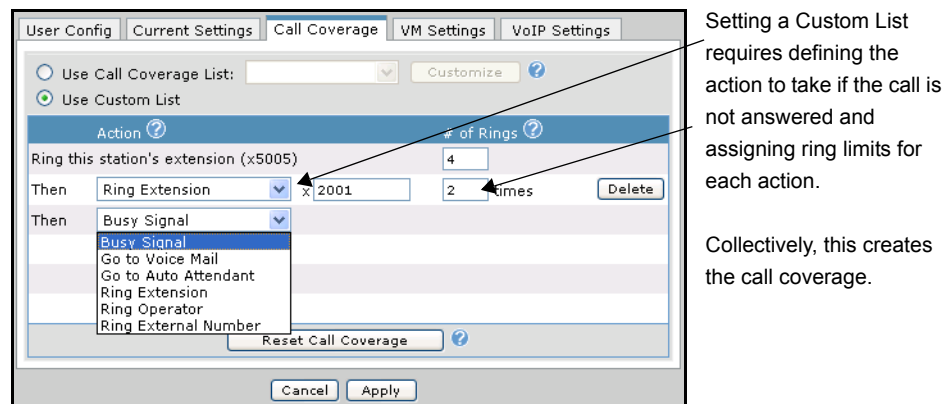 User Config Current Settings Call Coverage VM Settings VoIP Settings
Use Call Coverage List: Customize ?
Use Custom List
Action ? # of Rings ?
Ring this station's extension (x5005) 4
Then Ring Extension x 2001 2 times Delete
Then Busy Signal
Busy Signal
Go to Voice Mail
Go to Auto Attendant
Ring Extension
Ring Operator
Ring External Number
Reset Call Coverage ?
Cancel Apply
Setting a Custom List
requires defining the
action to take if the call is
not answered and
assigning ring limits for
each action.
Collectively, this creates
the call coverage.